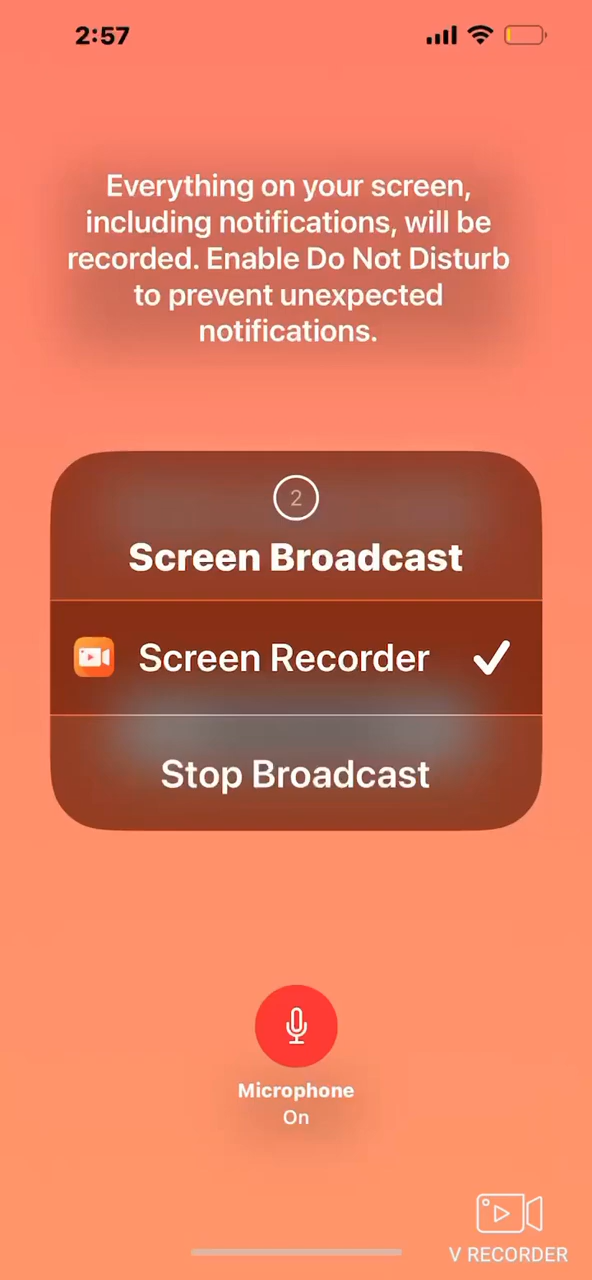 2:57
Everything on your screen,
including notifications, will be
recorded. Enable Do Not Disturb
to prevent unexpected
notifications.
2
Screen Broadcast
Screen Recorder
Stop Broadcast
Microphone
On
V RECORDER